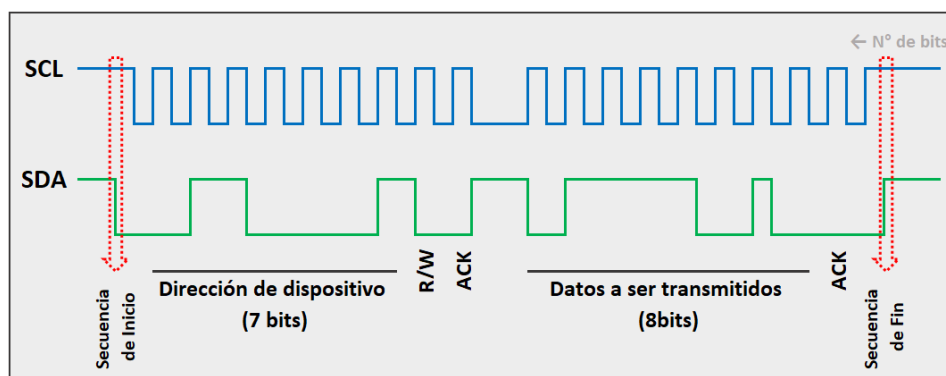 ← N° de bits
SCL
SDA
R/W
ACK
ACK
Dirección de dispositivo
(7 bits)
Datos a ser transmitidos
(8bits)
Secuencia
de Inicio
Secuencia
de Fin